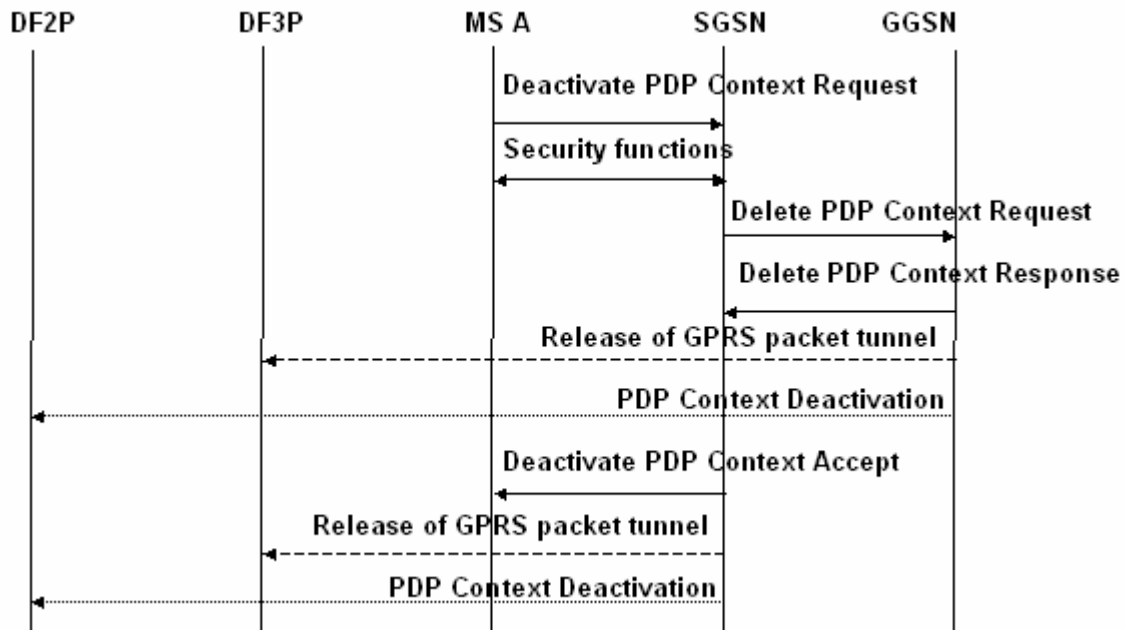 DF2P DF3P MS A SGSN GGSN
Deactivate PDP Context Request
Security functions
Delete PDP Context Request
Delete PDP Context Response
Release of GPRS packet tunnel
PDP Context Deactivation
Deactivate PDP Context Accept
Release of GPRS packet tunnel
PDP Context Deactivation